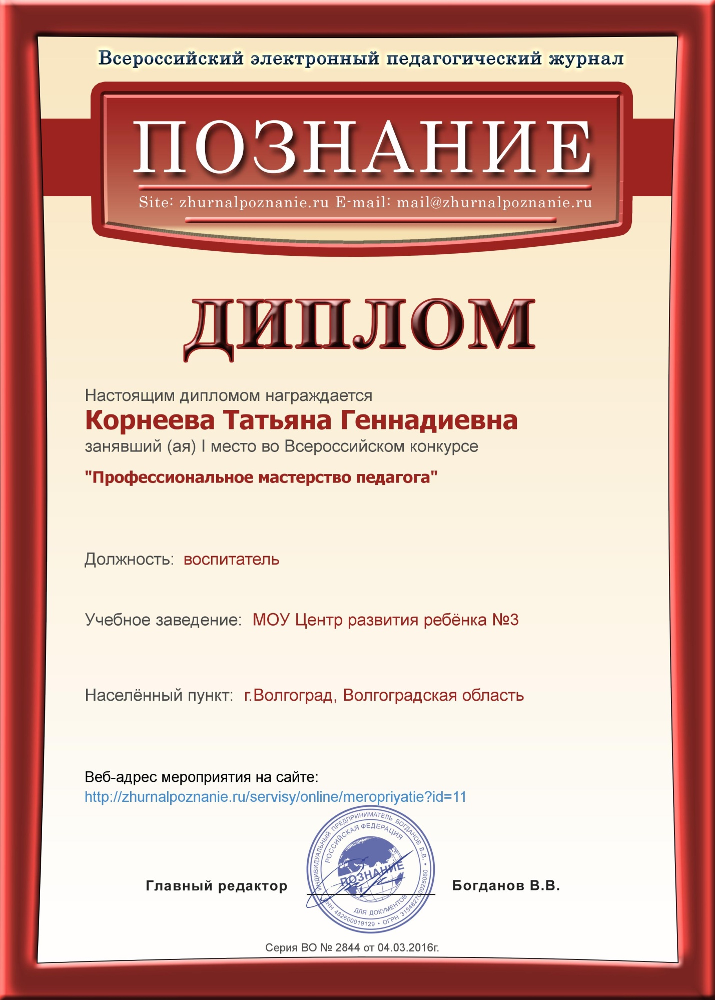 Всероссийский электронный педагогический журнал
ПОЗНАНИЕ
Site: zhurnalpoznanie.ru E-mail: mail@zhurnalpoznanie.ru
ДИПЛОМ
Настоящим дипломом награждается
Корнеева Татьяна Геннадиевна
занявший (ая) I место во Всероссийском конкурсе
"Профессиональное мастерство педагога"
Должность: воспитатель
Учебное заведение: МОУ Центр развития ребёнка №3
Населённый пункт: г.Волгоград, Волгоградская область
Веб-адрес мероприятия на сайте:
http://zhurnalpoznanie.ru/servisy/online/meropriyatie?id=11
ИНДИВИДУАЛЬНЫЙ ПРЕДПРИНИМАТЕЛЬ БОГДАНОВ В.В. •
РОССИЙСКАЯ ФЕДЕРАЦИЯ
ПОЗНАНИЕ
ДЛЯ ДОКУМЕНТОВ
ИНН 482600019129 • ОГРН 315482700025060
Главный редактор Богданов В.В.
Серия ВО № 2844 от 04.03.2016г.